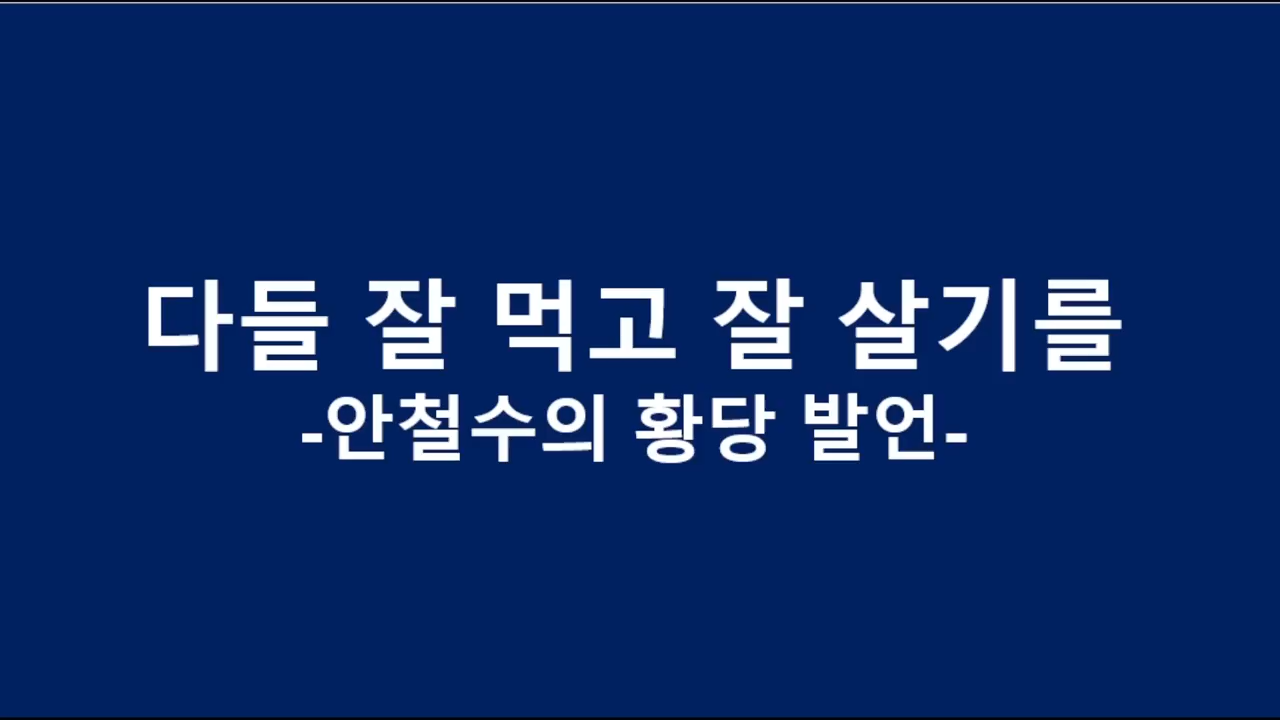 다들 잘 먹고 잘 살기를
-안철수의 황당 발언-